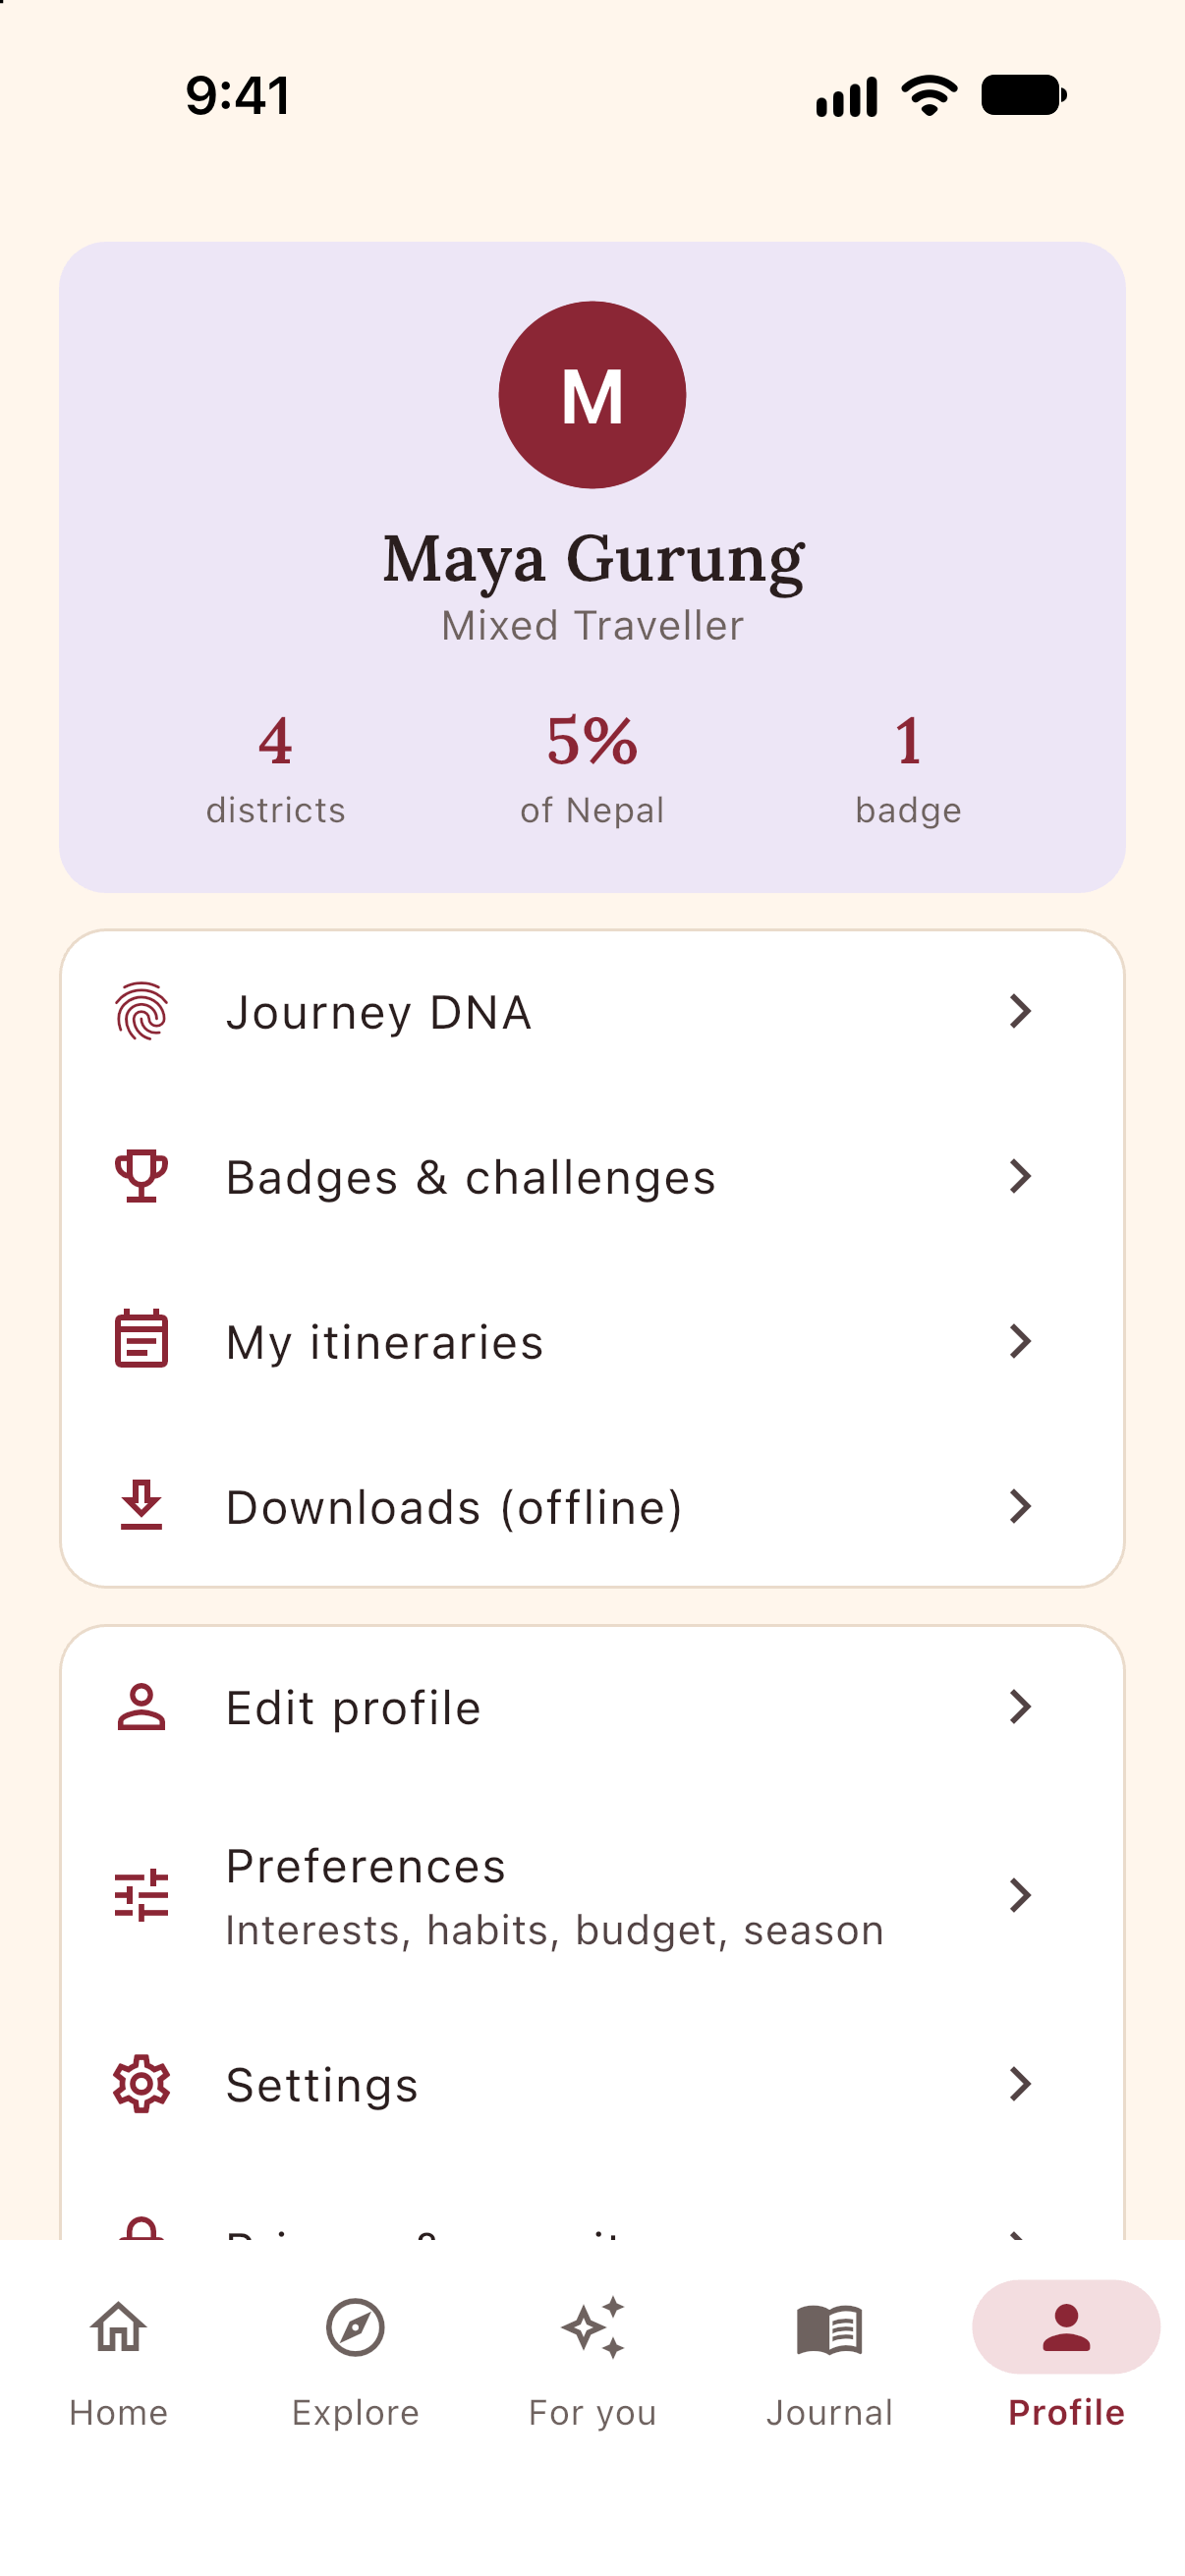 9:41
M
Maya Gurung
Mixed Traveller
4
5%
1
districts
of Nepal
badge
Journey DNA
Badges & challenges
My itineraries
Downloads (offline)
Edit profile
Preferences
Interests, habits, budget, season
Settings
Home
Explore
For you
Journal
Profile